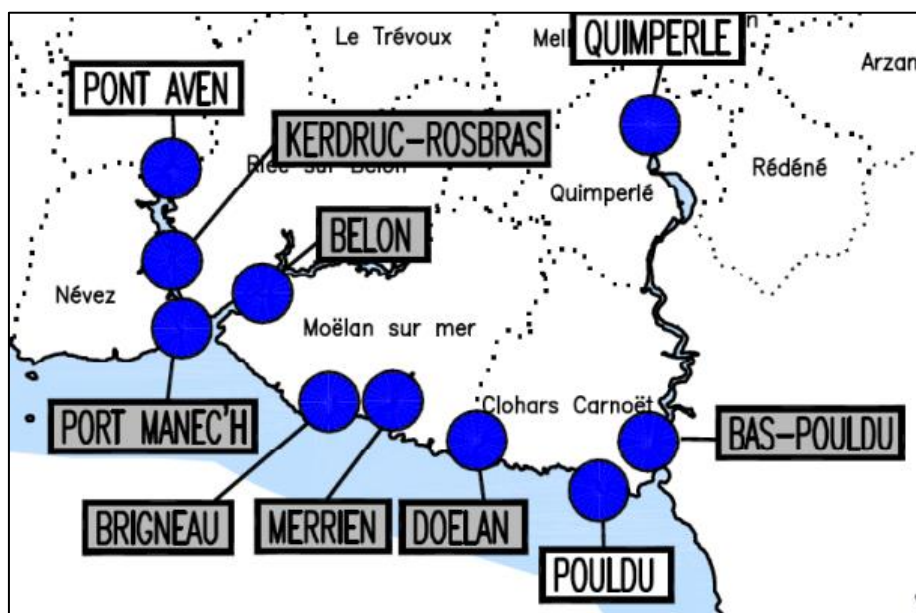 Le Trévoux
QUIMPERLE
Arzan
PONT AVEN
KERDRUC-ROSBRAS
Rédéné
Quimperlé
BELON
Névez
Moëlan sur mer
Clohars Carnoët
PORT MANEC'H
BAS-POULDU
BRIGNEAU
MERRIEN
DOELAN
POULDU